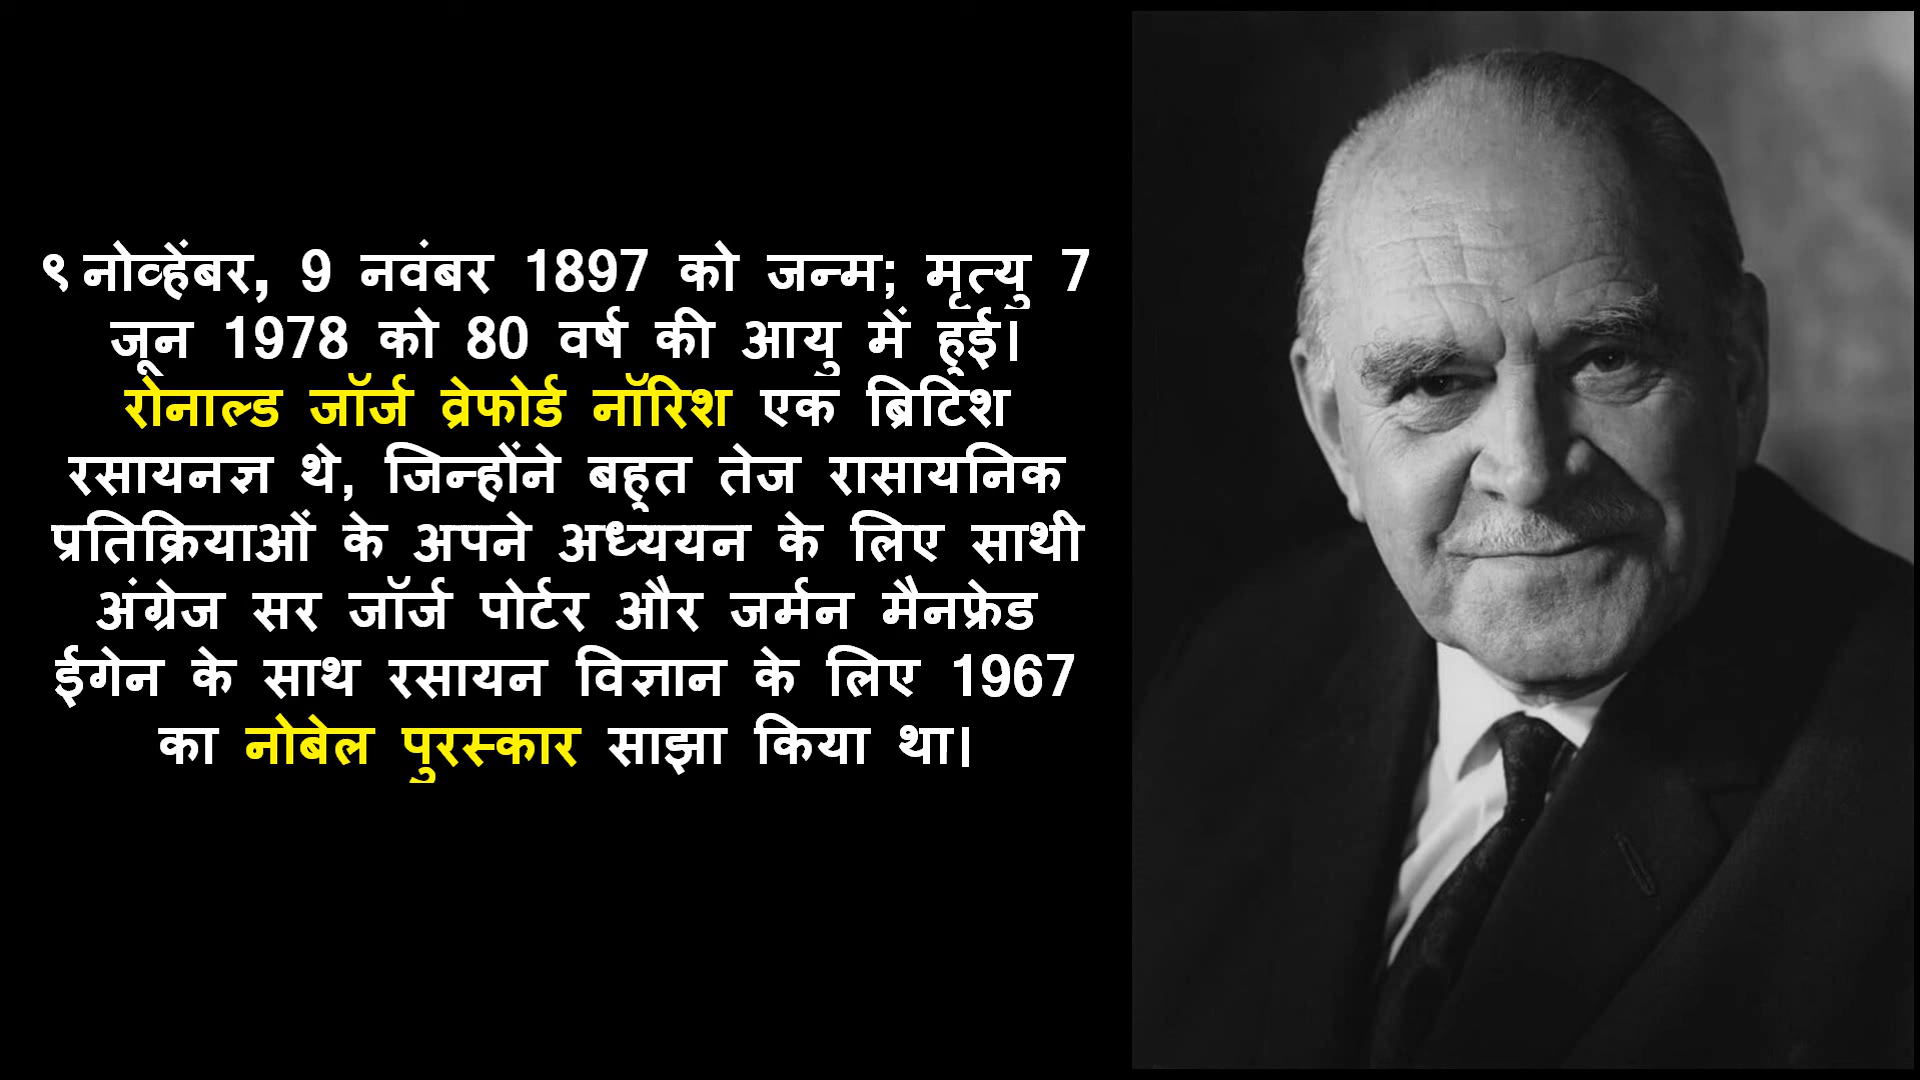 ९ नोव्हेंबर, 9 नवंबर 1897 को जन्म; मृत्यु 7
जून 1978 को 80 वर्ष की आयु में हुई।
रोनाल्ड जॉर्ज व्रेफोर्ड नॉरिश एक ब्रिटिश
रसायनज्ञ थे, जिन्होंने बहुत तेज रासायनिक
प्रतिक्रियाओं के अपने अध्ययन के लिए साथी
अंग्रेज सर जॉर्ज पोर्टर और जर्मन मैनफ्रेड
ईगेन के साथ रसायन विज्ञान के लिए 1967
का नोबेल पुरस्कार साझा किया था।